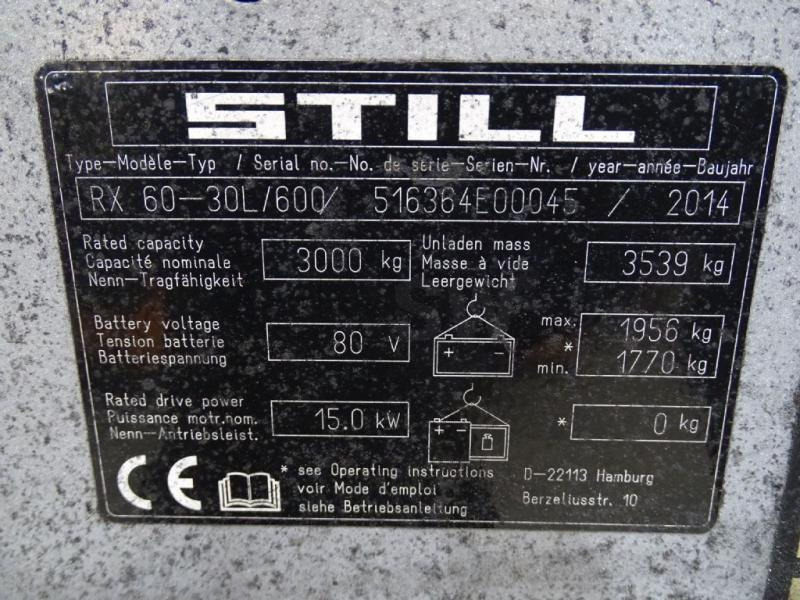 STILL
Type-Modèle-Typ / Serial no.-No. de série-Serien-Nr. / year-année-Baujahr
RX 60-30L/600/ 516364E00045 / 2014
Rated capacity
Capacité nominale
Nenn-Tragfähigkeit
3000 kg
Unladen mass
Masse à vide
Leergewicht
3539 kg
Battery voltage
Tension batterie
Batteriespannung
80 V
+ -
max.
*
min.
1956 kg
1770 kg
Rated drive power
Puissance motr.nom.
Nenn-Antriebsleist.
15.0 kW
+ -
* 0 kg
CE
* see Operating instructions
voir Mode d'emploi
siehe Betriebsanleitung
D-22113 Hamburg
Berzeliusstr. 10